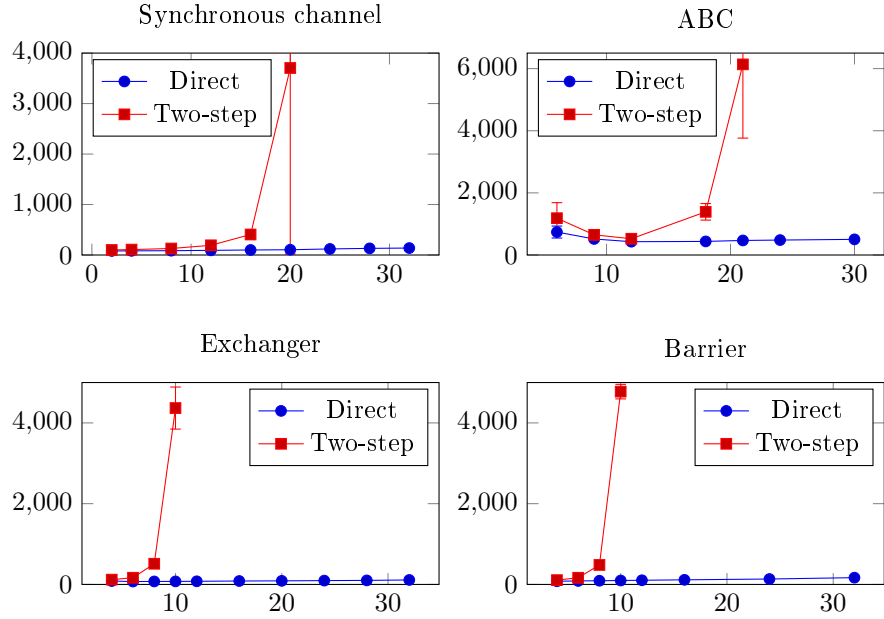 Synchronous channel
4,000
3,000
2,000
1,000
0
0 10 20 30
Direct
Two-step
ABC
6,000
4,000
2,000
0
10 20 30
Direct
Two-step
Exchanger
4,000
2,000
0
10 20 30
Direct
Two-step
Barrier
4,000
2,000
0
10 20 30
Direct
Two-step